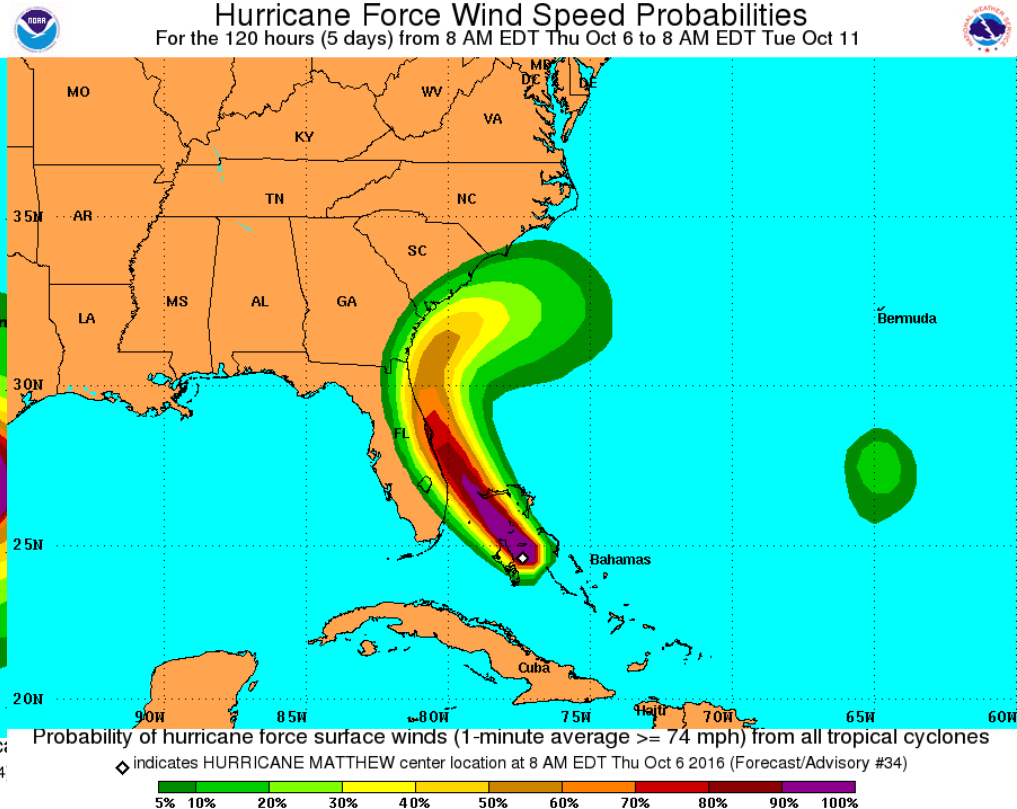 Hurricane Force Wind Speed Probabilities
For the 120 hours (5 days) from 8 AM EDT Thu Oct 6 to 8 AM EDT Tue Oct 11
NOAA
NATIONAL WEATHER SERVICE
MD
DC
DE
MO
WV
VA
KY
TN
NC
35N
AR
SC
MS
AL
GA
LA
Bermuda
30N
FL
25N
Bahamas
Cuba
20N
Haiti
90W 85W 80W 75W 70W 65W 60W
Probability of hurricane force surface winds (1-minute average >= 74 mph) from all tropical cyclones
indicates HURRICANE MATTHEW center location at 8 AM EDT Thu Oct 6 2016 (Forecast/Advisory #34)
5% 10% 20% 30% 40% 50% 60% 70% 80% 90% 100%